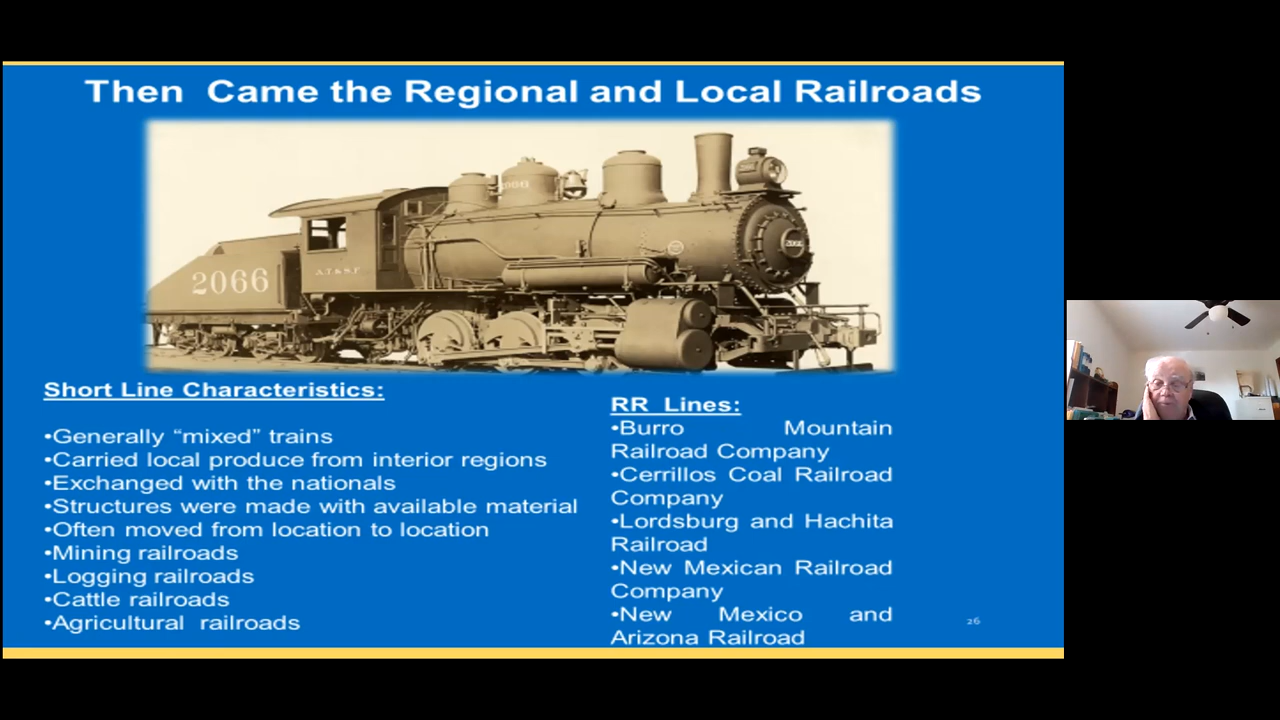 Then Came the Regional and Local Railroads
2066
A.T.& S.F
2066
2066
Short Line Characteristics:
•Generally “mixed” trains
•Carried local produce from interior regions
•Exchanged with the nationals
•Structures were made with available material
•Often moved from location to location
•Mining railroads
•Logging railroads
•Cattle railroads
•Agricultural railroads
RR Lines:
•Burro Mountain
Railroad Company
•Cerrillos Coal Railroad
Company
•Lordsburg and Hachita
Railroad
•New Mexican Railroad
Company
•New Mexico and
Arizona Railroad
26